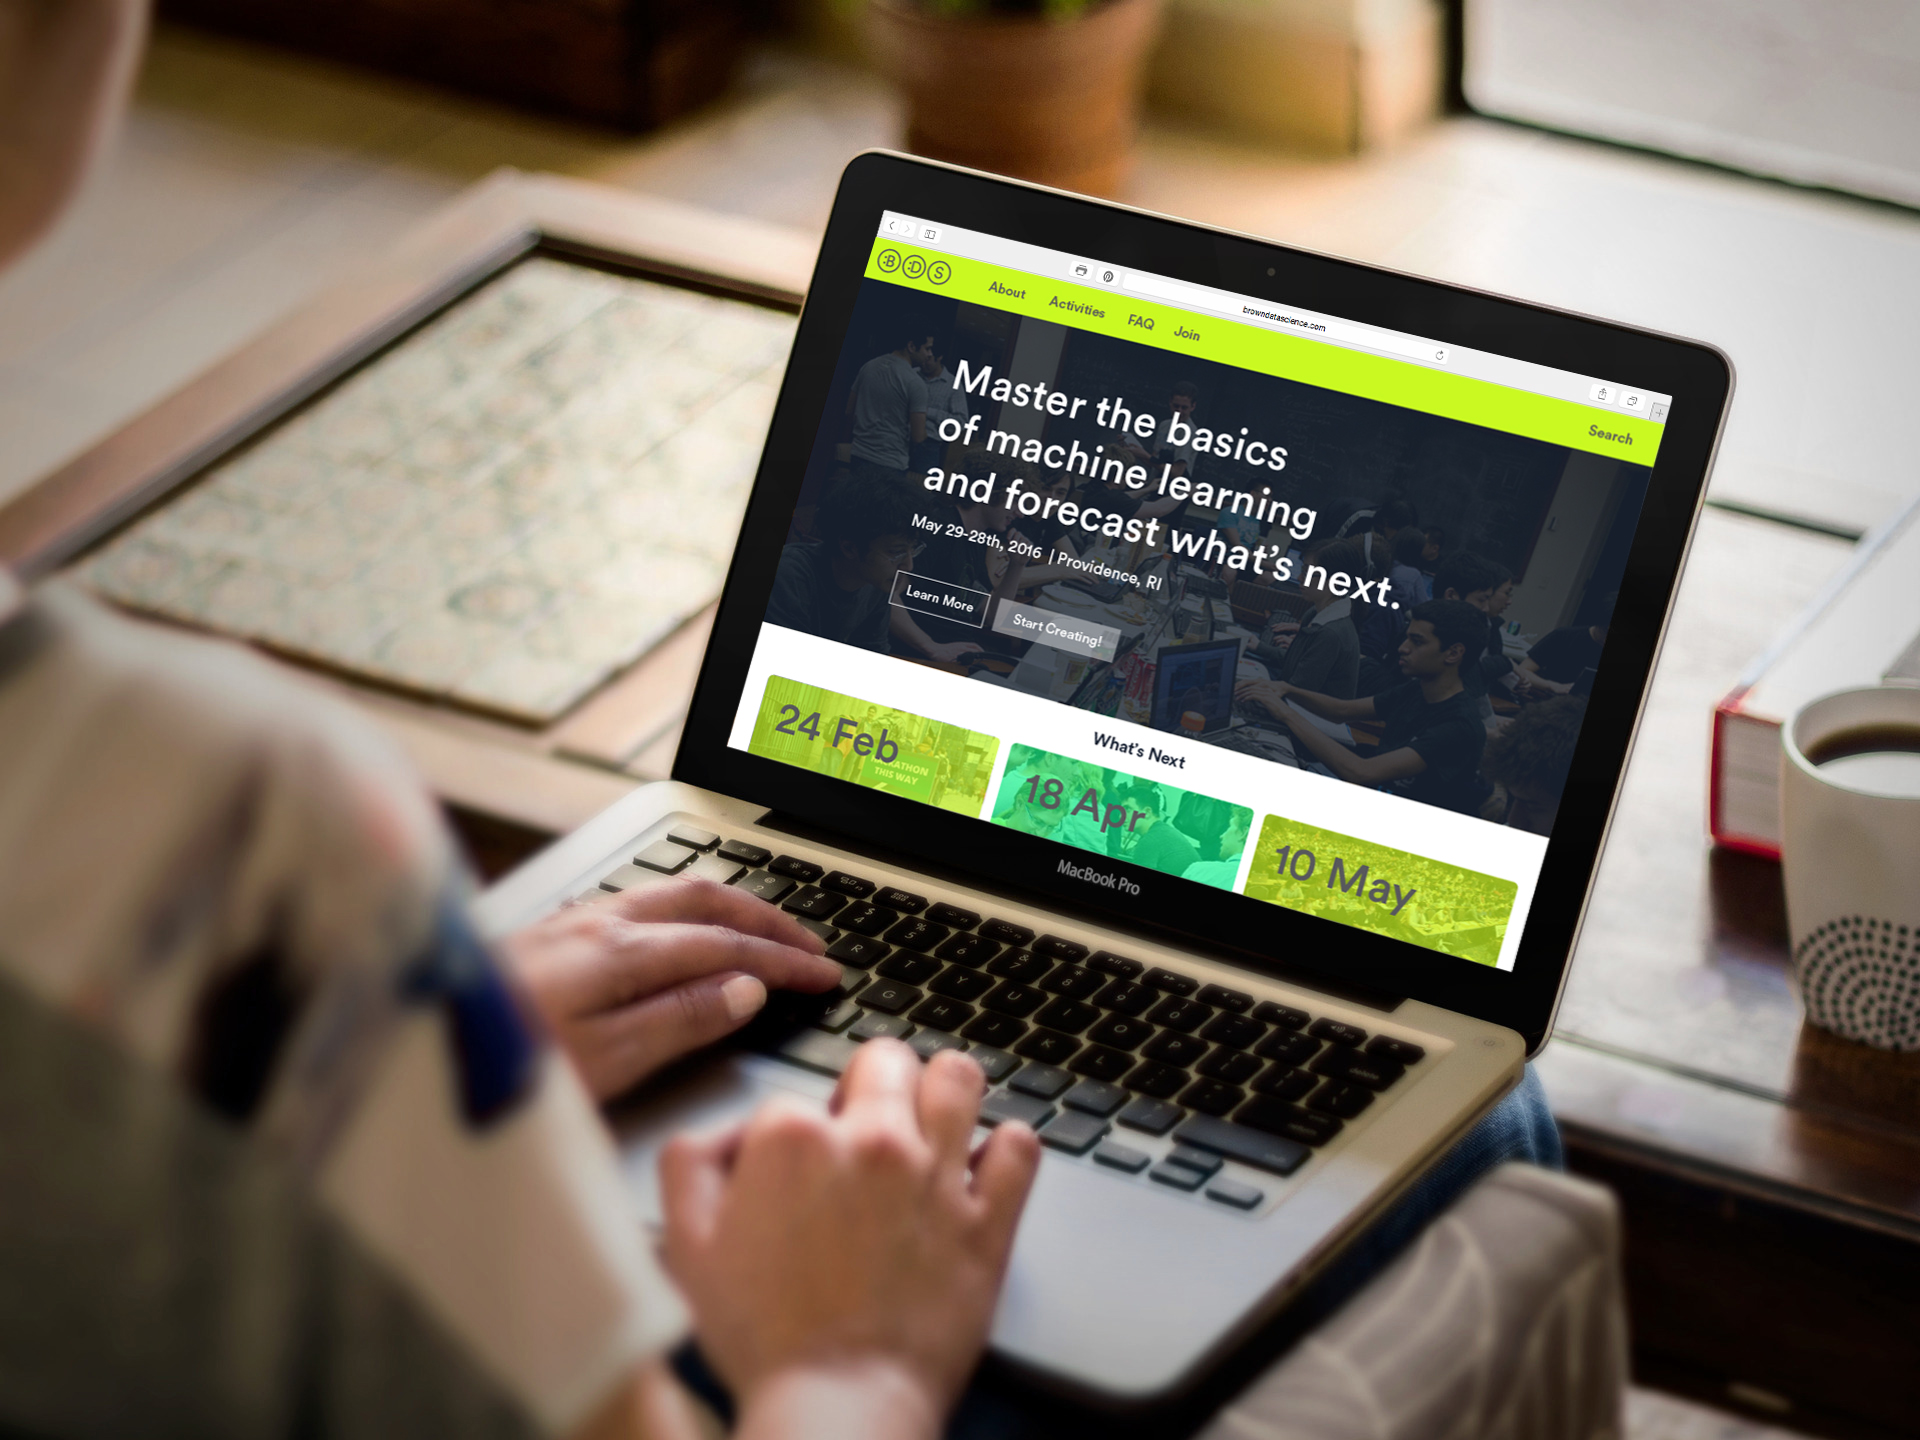 browndatascience.com
:B :D S
About Activities FAQ Join
Search
Master the basics
of machine learning
and forecast what's next.
May 29-28th, 2016 | Providence, RI
Learn More
Start Creating!
What's Next
24 Feb
HACKATHON
THIS WAY
18 Apr
10 May
MacBook Pro